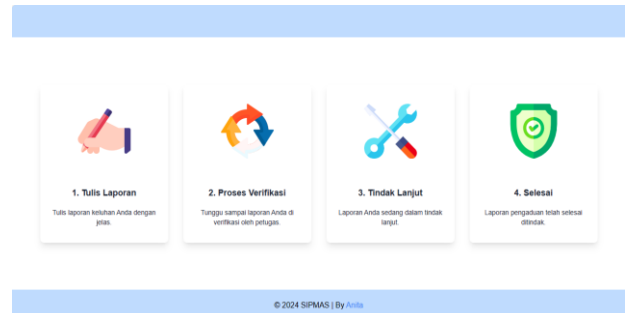 1. Tulis Laporan
Tulis laporan keluhan Anda dengan
jelas.
2. Proses Verifikasi
Tunggu sampai laporan Anda di
verifikasi oleh petugas.
3. Tindak Lanjut
Laporan Anda sedang dalam tindak
lanjut.
4. Selesai
Laporan pengaduan telah selesai
ditindak.
© 2024 SIPMAS | By Anita